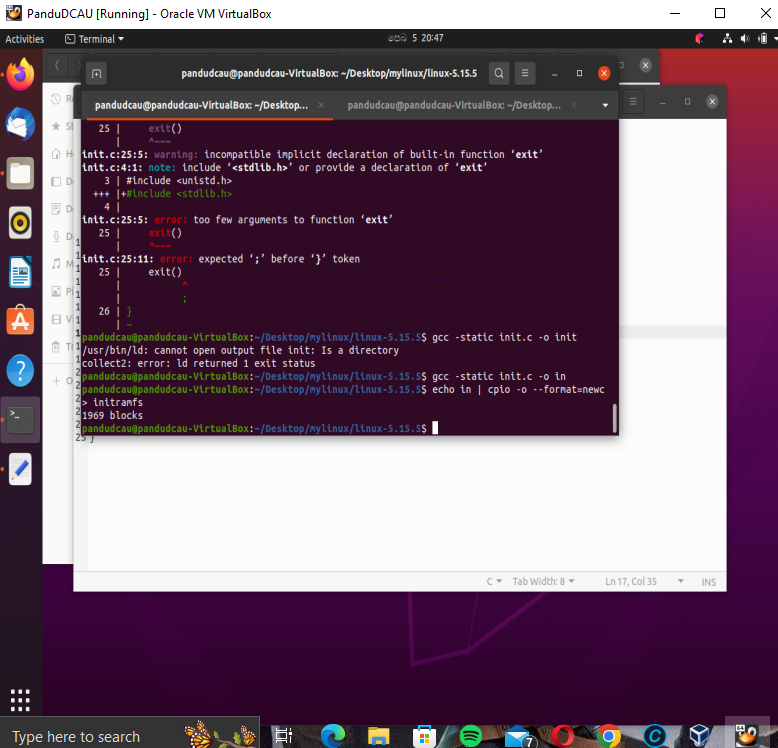 PanduDCAU [Running] - Oracle VM VirtualBox
Activities
Terminal
පෙබ 5 20:47
pandudcau@pandudcau-VirtualBox: ~/Desktop/mylinux/linux-5.15.5
pandudcau@pandudcau-VirtualBox: ~/Desktop...
pandudcau@pandudcau-VirtualBox: ~/Desktop...
25 | exit()
| ^~~~
init.c:25:5: warning: incompatible implicit declaration of built-in function ‘exit’
init.c:4:1: note: include ‘<stdlib.h>’ or provide a declaration of ‘exit’
3 | #include <unistd.h>
+++ |+#include <stdlib.h>
4 |
init.c:25:5: error: too few arguments to function ‘exit’
25 | exit()
| ^~~~
init.c:25:11: error: expected ‘;’ before ‘}’ token
25 | exit()
| ^
| ;
26 | }
| ~
pandudcau@pandudcau-VirtualBox:~/Desktop/mylinux/linux-5.15.5$ gcc -static init.c -o init
/usr/bin/ld: cannot open output file init: Is a directory
collect2: error: ld returned 1 exit status
pandudcau@pandudcau-VirtualBox:~/Desktop/mylinux/linux-5.15.5$ gcc -static init.c -o in
pandudcau@pandudcau-VirtualBox:~/Desktop/mylinux/linux-5.15.5$ echo in | cpio -o --format=newc
> initramfs
1969 blocks
pandudcau@pandudcau-VirtualBox:~/Desktop/mylinux/linux-5.15.5$
25 }
C
Tab Width: 8
Ln 17, Col 35
INS
Type here to search
7
64